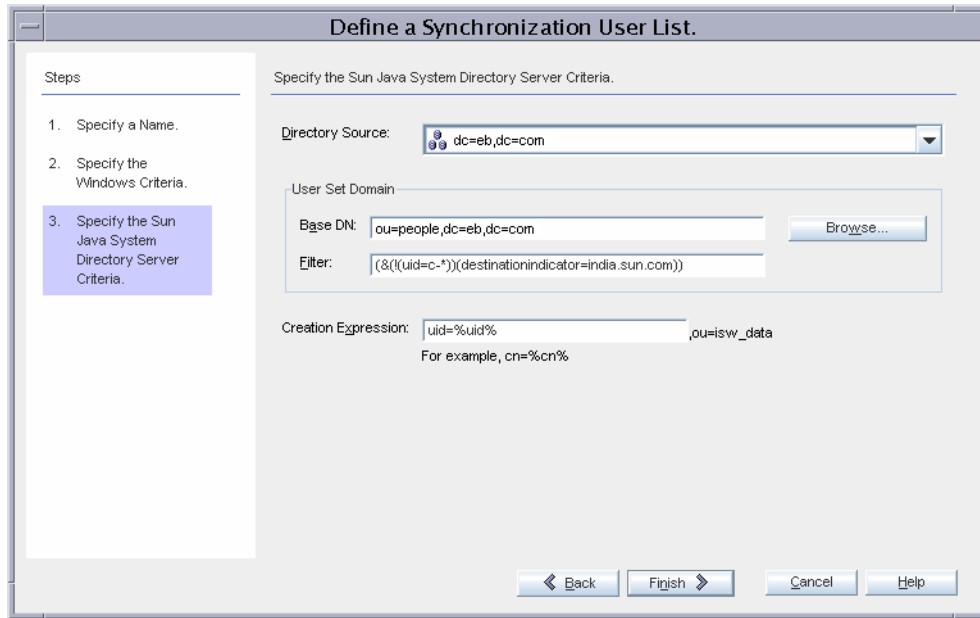 Define a Synchronization User List.
Steps
1. Specify a Name.
2. Specify the
Windows Criteria.
3. Specify the Sun
Java System
Directory Server
Criteria.
Specify the Sun Java System Directory Server Criteria.
Directory Source: dc=eb,dc=com
User Set Domain
Base DN: ou=people,dc=eb,dc=com Browse...
Filter: (&(!(uid=c-*))(destinationindicator=india.sun.com))
Creation Expression: uid=%uid% ,ou=isw_data
For example, cn=%cn%
Back Finish Cancel Help